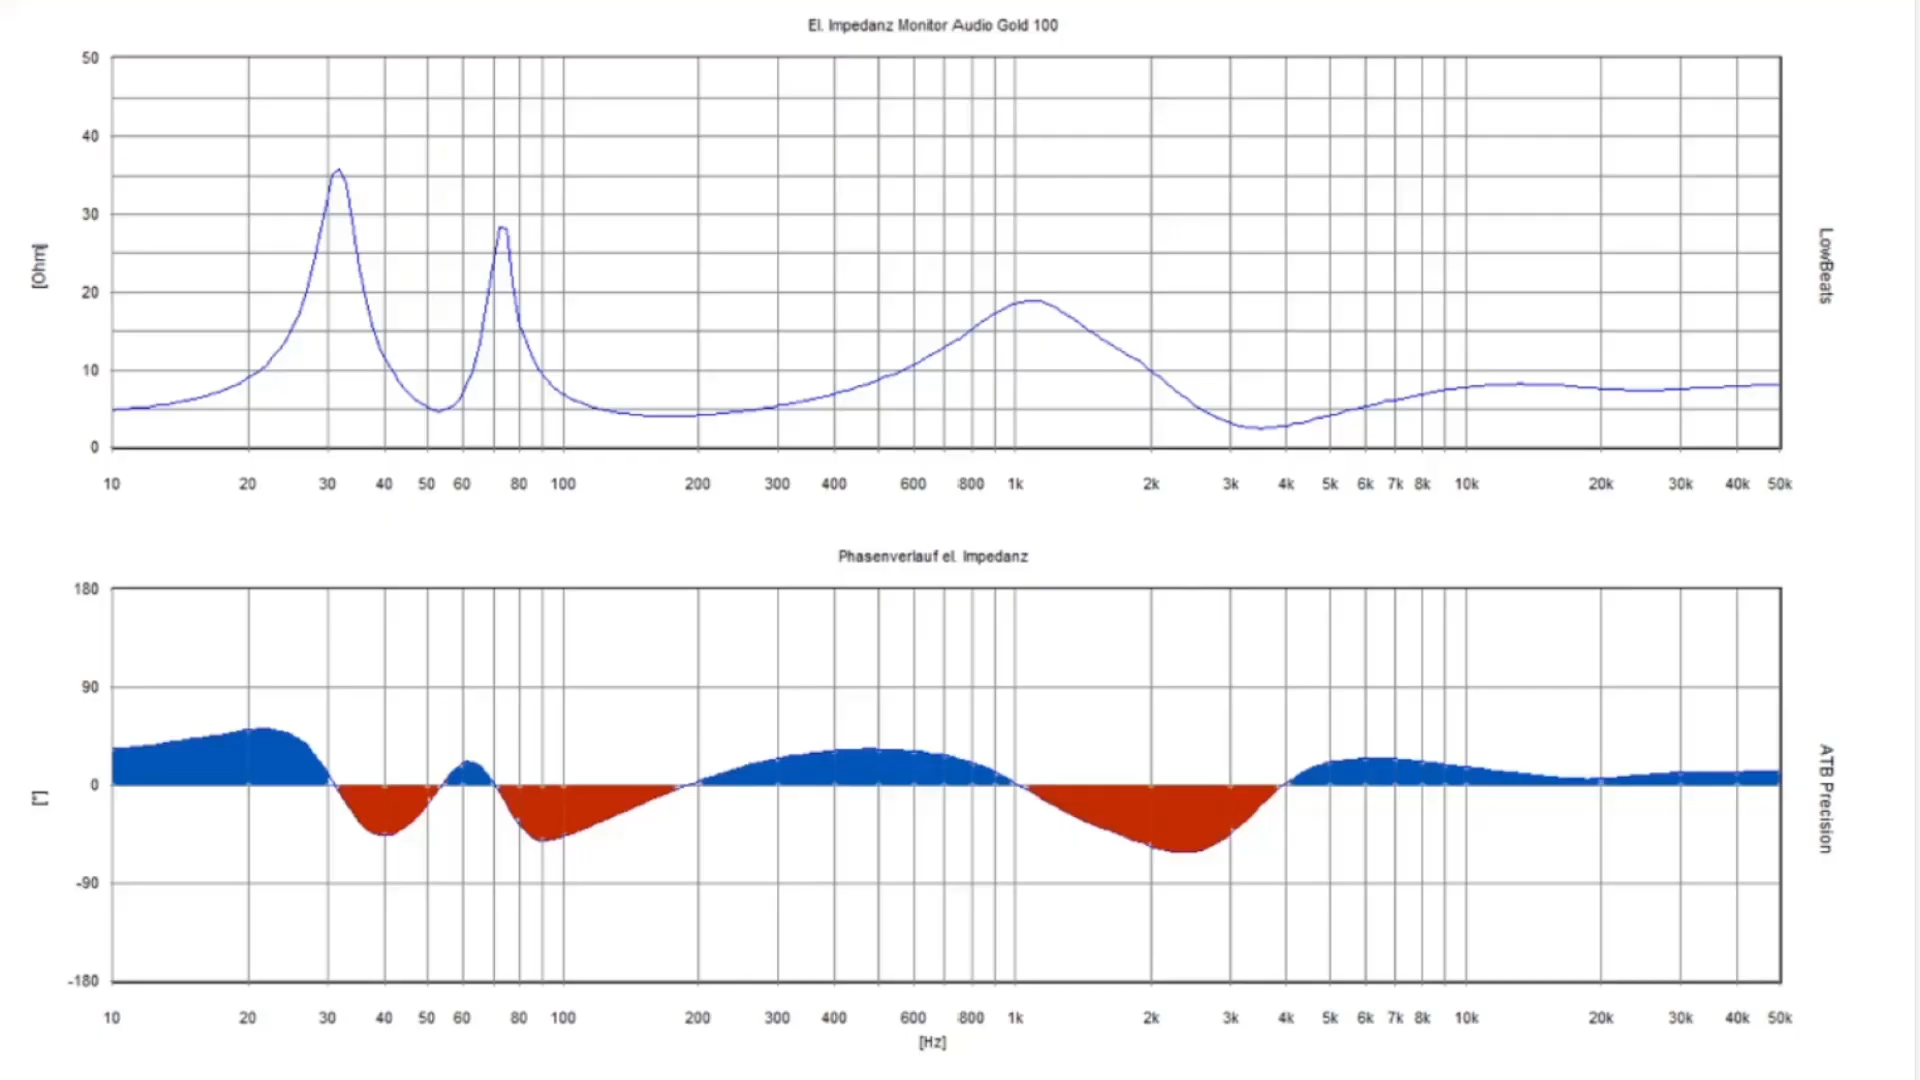 El. Impedanz Monitor Audio Gold 100
50
40
30
20
10
0
[Ohm]
LowBeats
10 20 30 40 50 60 80 100 200 300 400 600 800 1k 2k 3k 4k 5k 6k 7k 8k 10k 20k 30k 40k 50k
Phasenverlauf el. Impedanz
180
90
0
-90
-180
[°]
ATB Precision
10 20 30 40 50 60 80 100 200 300 400 600 800 1k 2k 3k 4k 5k 6k 7k 8k 10k 20k 30k 40k 50k
[Hz]